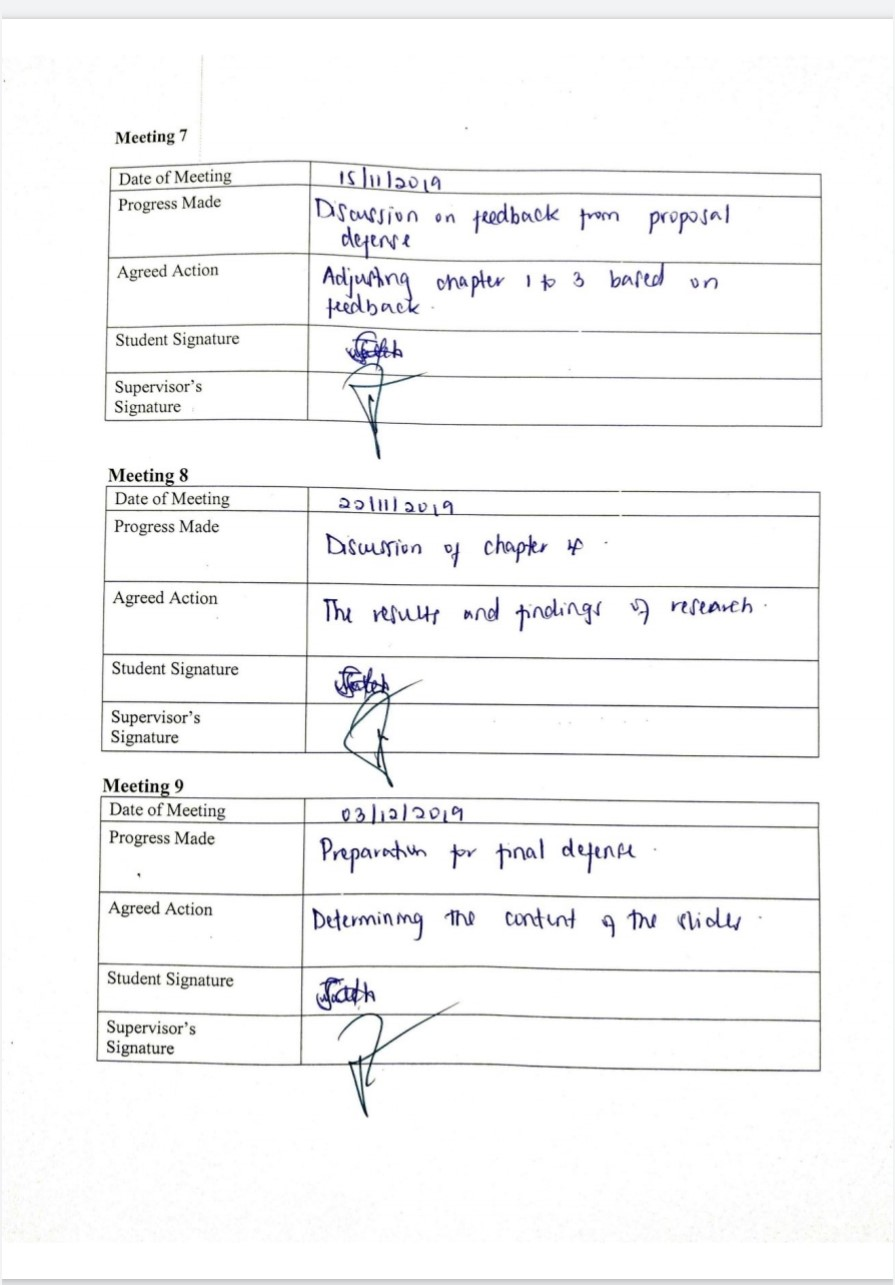 Meeting 7
Date of Meeting 15/11/2019
Progress Made Discussion on feedback from proposal
defense
Agreed Action Adjusting chapter 1 to 3 based on
feedback.
Student Signature
Supervisor's
Signature
Meeting 8
Date of Meeting 22/11/2019
Progress Made Discussion of chapter 4.
Agreed Action The results and findings of research.
Student Signature
Supervisor's
Signature
Meeting 9
Date of Meeting 03/12/2019
Progress Made Preparation for final defense.
Agreed Action Determining the content of the slides.
Student Signature
Supervisor's
Signature